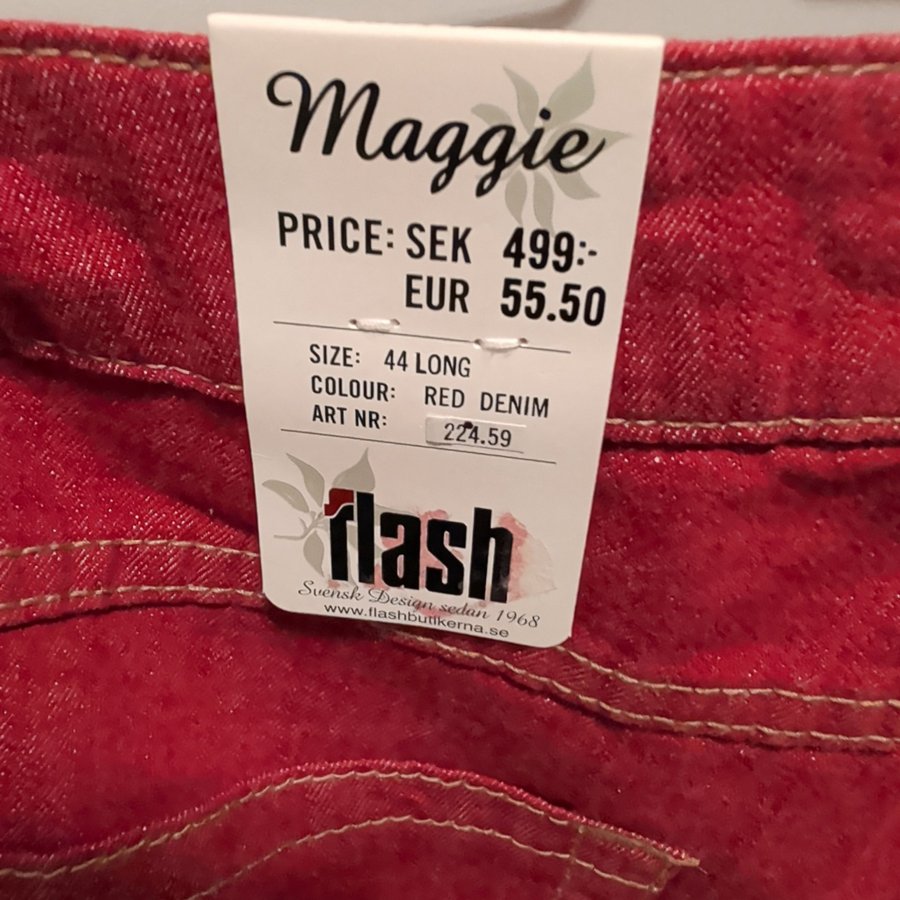 Maggie
PRICE: SEK 499:-
EUR 55.50
SIZE: 44 LONG
COLOUR: RED DENIM
ART NR: 224.59
flash
Svensk Design sedan 1968
www.flashbutikerna.se